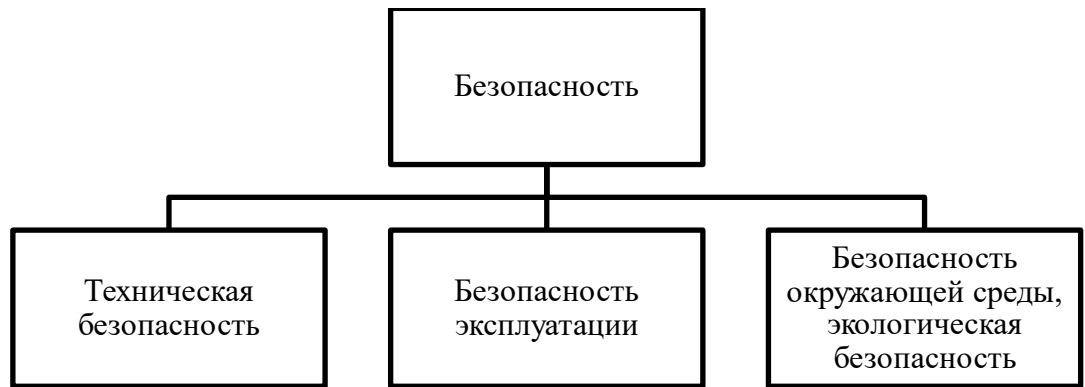 Безопасность
Техническая
безопасность
Безопасность
эксплуатации
Безопасность
окружающей среды,
экологическая
безопасность